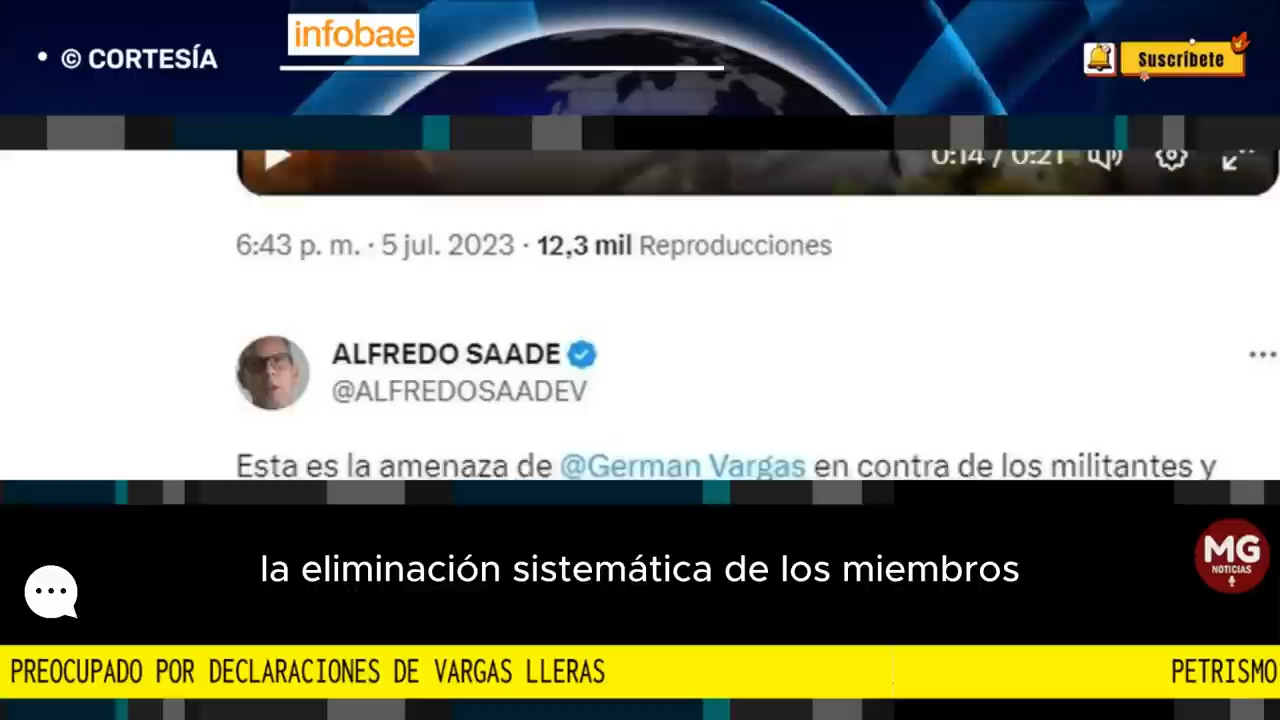 • © CORTESÍA
infobae
Suscríbete
0:14 / 0:21
6:43 p. m. · 5 jul. 2023 · 12,3 mil Reproducciones
ALFREDO SAADE
@ALFREDOSAADEV
Esta es la amenaza de @German Vargas en contra de los militantes y
la eliminación sistemática de los miembros
MG
NOTICIAS
PREOCUPADO POR DECLARACIONES DE VARGAS LLERAS PETRISMO